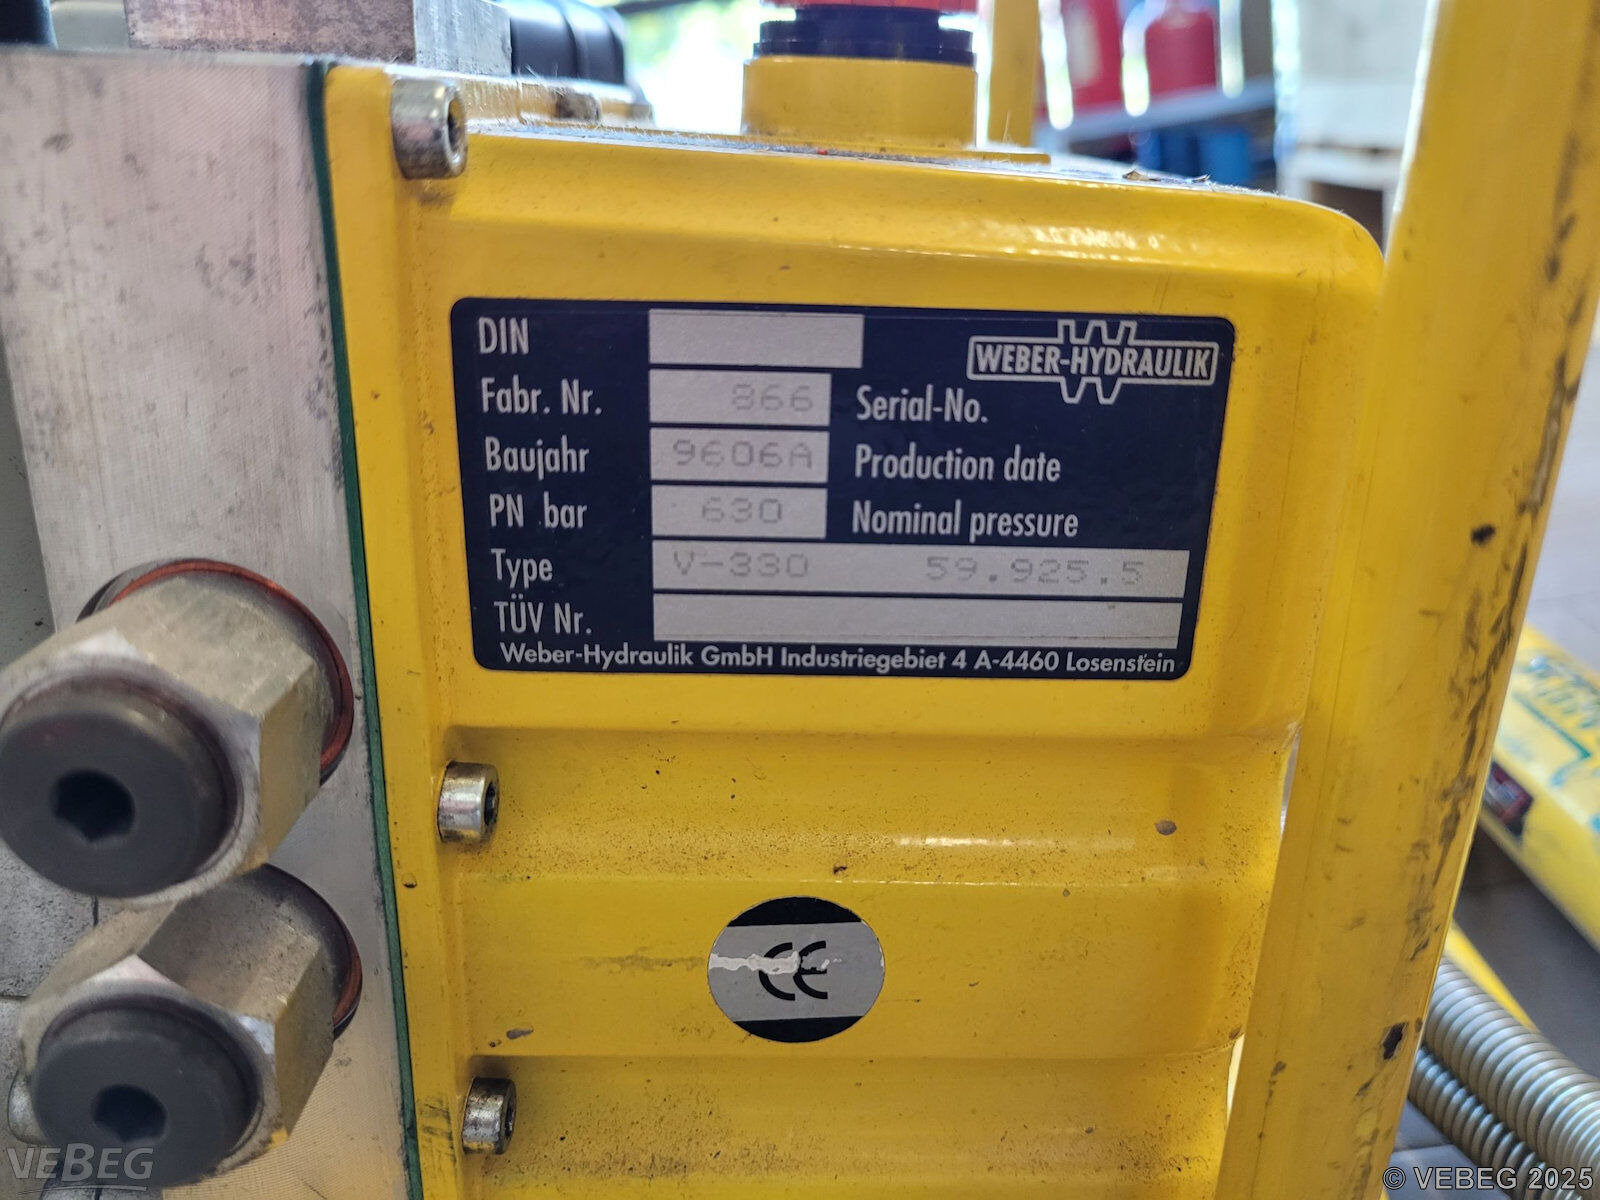 DIN
WEBER-HYDRAULIK
Fabr. Nr. 866 Serial-No.
Baujahr 9606A Production date
PN bar 630 Nominal pressure
Type V-330 59.925.5
TÜV Nr.
Weber-Hydraulik GmbH Industriegebiet 4 A-4460 Losenstein
CE
VEBEG
© VEBEG 2025